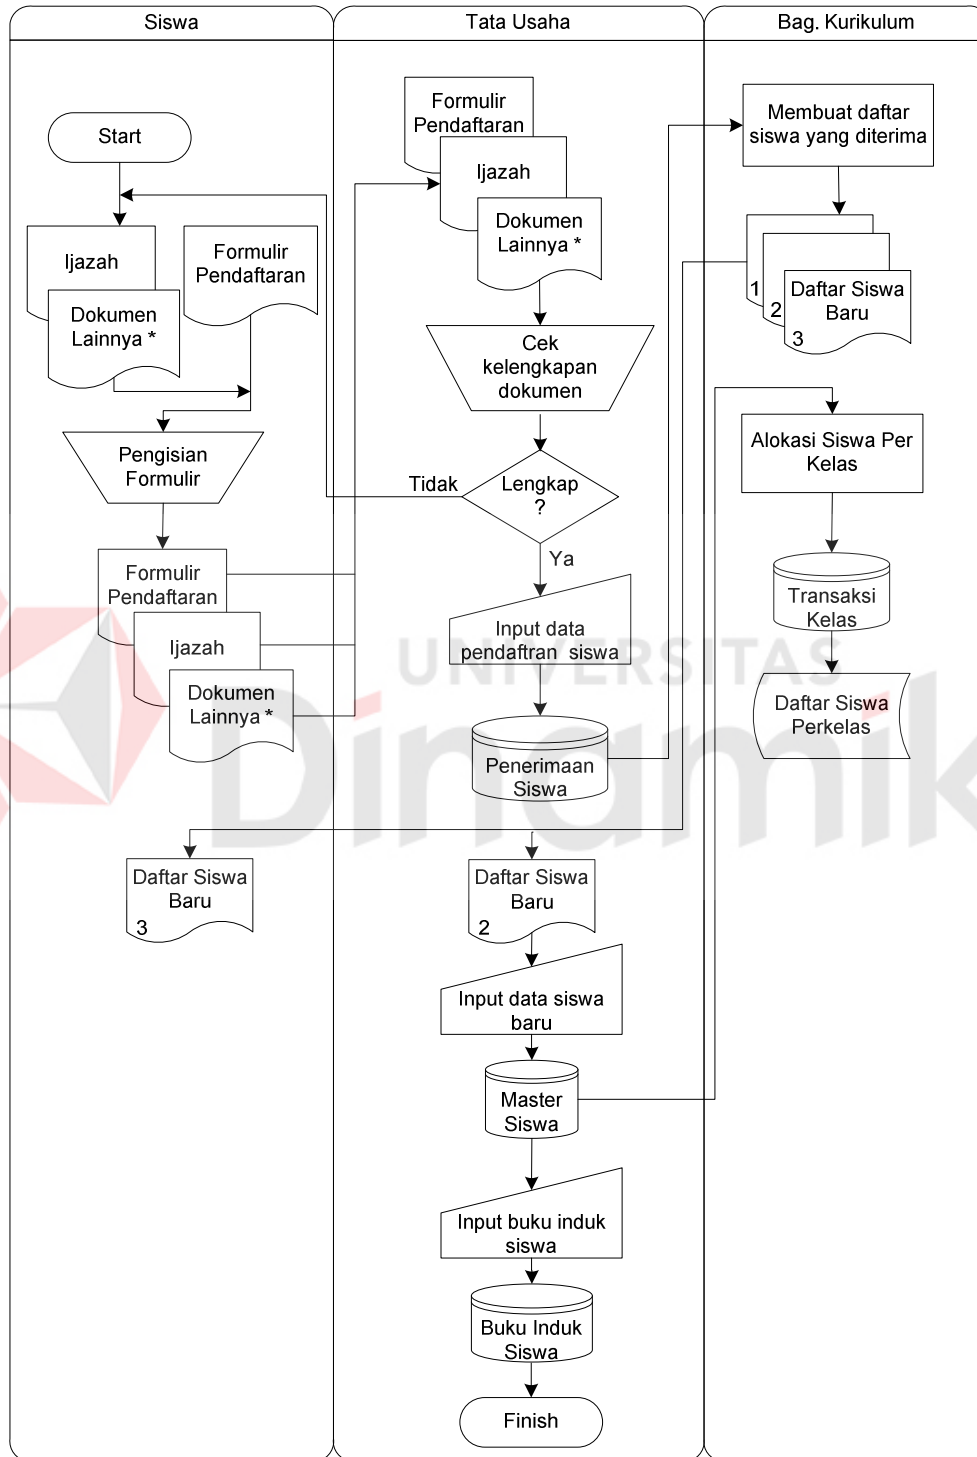 Siswa
Tata Usaha
Bag. Kurikulum
Start
Ijazah
Dokumen
Lainnya *
Formulir
Pendaftaran
Pengisian
Formulir
Formulir
Pendaftaran
Ijazah
Dokumen
Lainnya *
Daftar Siswa
Baru
3
Formulir
Pendaftaran
Ijazah
Dokumen
Lainnya *
Cek
kelengkapan
dokumen
Tidak
Lengkap
?
Ya
Input data
pendaftran siswa
Penerimaan
Siswa
Daftar Siswa
Baru
2
Input data siswa
baru
Master
Siswa
Input buku induk
siswa
Buku Induk
Siswa
Finish
Membuat daftar
siswa yang diterima
1
2
Daftar Siswa
Baru
3
Alokasi Siswa Per
Kelas
Transaksi
Kelas
Daftar Siswa
Perkelas
UNIVERSITAS
Dinamika